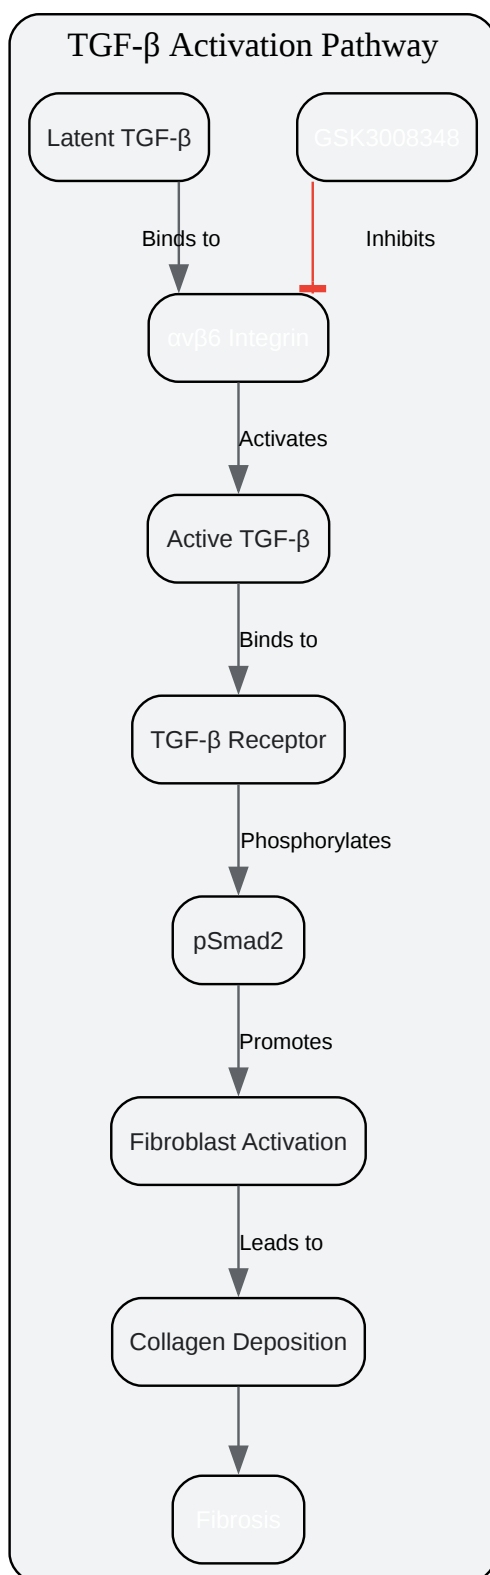 TGF-β Activation Pathway
Latent TGF-β
GSK3008348
Binds to
Inhibits
αvβ6 Integrin
Activates
Active TGF-β
Binds to
TGF-β Receptor
Phosphorylates
pSmad2
Promotes
Fibroblast Activation
Leads to
Collagen Deposition
Fibrosis